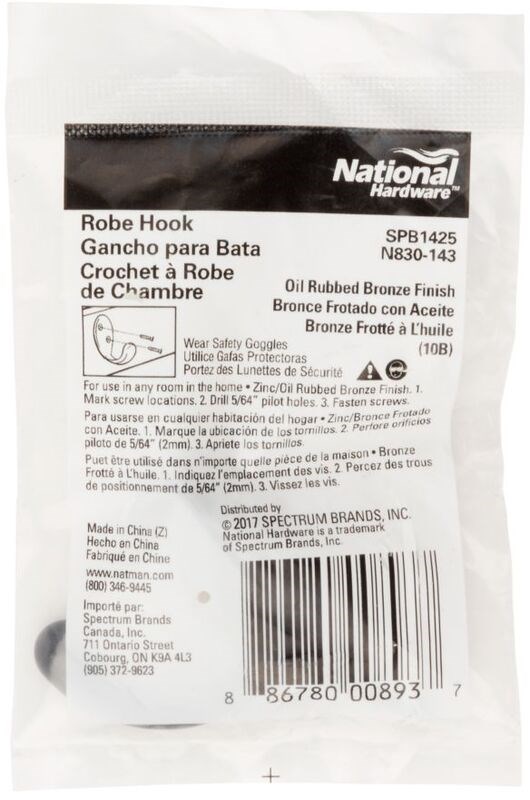 National
Hardware™
Robe Hook
Gancho para Bata
Crochet à Robe
de Chambre
SPB1425
N830-143
Oil Rubbed Bronze Finish
Bronce Frotado con Aceite
Bronze Frotté à L'huile
(10B)
Wear Safety Goggles
Utilice Gafas Protectoras
Portez des Lunettes de Sécurité
For use in any room in the home • Zinc/Oil Rubbed Bronze Finish. 1.
Mark screw locations. 2. Drill 5/64" pilot holes. 3. Fasten screws.
Para usarse en cualquier habitación del hogar • Zinc/Bronce Frotado
con Aceite. 1. Marque la ubicación de los tornillos. 2. Perfore orificios
piloto de 5/64" (2mm). 3. Apriete los tornillos.
Puet être utilisé dans n'importe quelle pièce de la maison • Bronze
Frotté à L'huile. 1. Indiquez l'emplacement des vis. 2. Percez des trous
de positionnement de 5/64" (2mm). 3. Vissez les vis.
Distributed by
© 2017 SPECTRUM BRANDS, INC.
National Hardware is a trademark
of Spectrum Brands, Inc.
Made in China (Z)
Hecho en China
Fabriqué en Chine
www.natman.com
(800) 346-9445
Importé par:
Spectrum Brands
Canada, Inc.
711 Ontario Street
Cobourg, ON K9A 4L3
(905) 372-9623
8 86780 00893 7